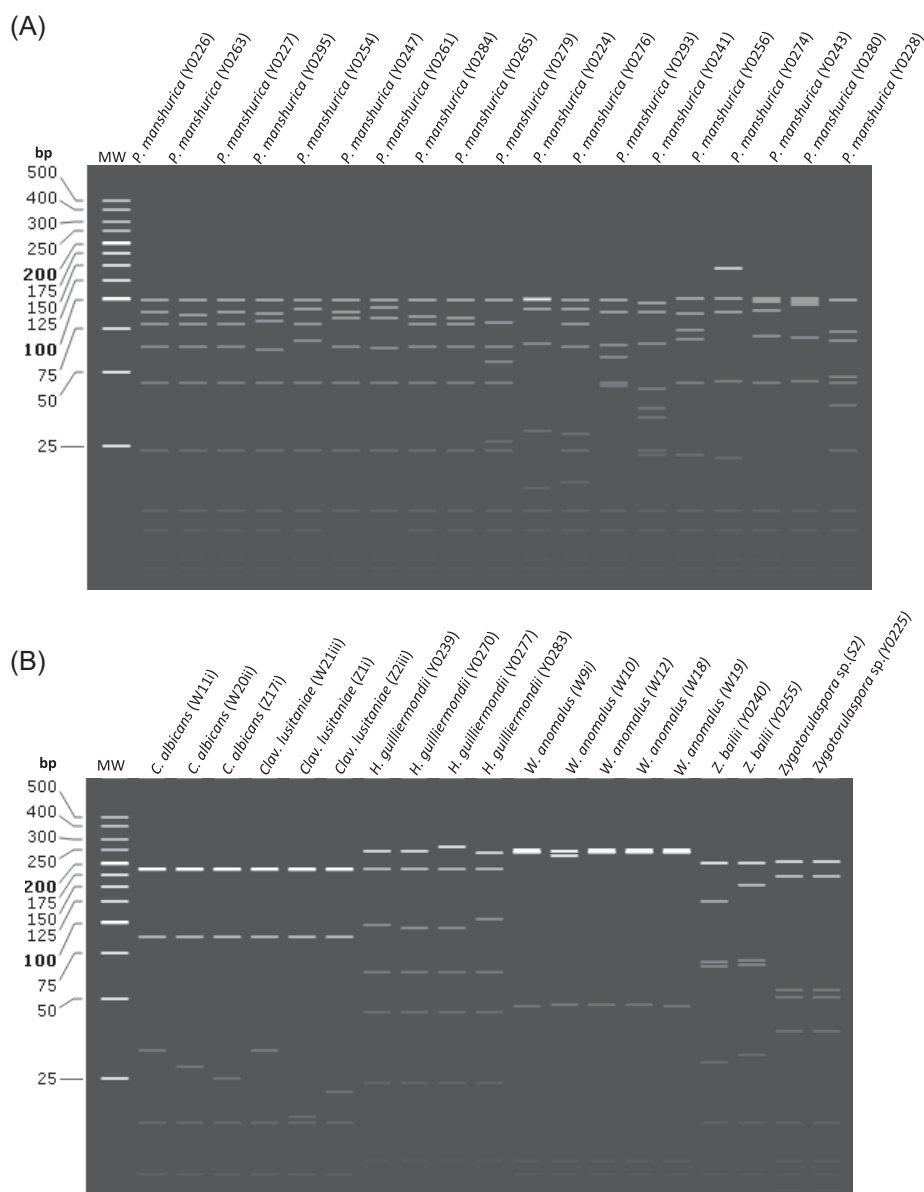 (A)
P. manshurica (Y0226)
P. manshurica (Y0263)
P. manshurica (Y0227)
P. manshurica (Y0295)
P. manshurica (Y0254)
P. manshurica (Y0247)
P. manshurica (Y0261)
P. manshurica (Y0284)
P. manshurica (Y0265)
P. manshurica (Y0279)
P. manshurica (Y0224)
P. manshurica (Y0276)
P. manshurica (Y0293)
P. manshurica (Y0241)
P. manshurica (Y0256)
P. manshurica (Y0274)
P. manshurica (Y0243)
P. manshurica (Y0280)
P. manshurica (Y0228)
bp
MW
500
400
300
250
200
175
150
125
100
75
50
25
(B)
C. albicans (W11i)
C. albicans (W20ii)
C. albicans (Z17i)
Clav. lusitaniae (W21iii)
Clav. lusitaniae (Z1i)
Clav. lusitaniae (Z2iii)
H. guilliermondii (Y0239)
H. guilliermondii (Y0270)
H. guilliermondii (Y0277)
H. guilliermondii (Y0283)
W. anomalus (W9i)
W. anomalus (W10)
W. anomalus (W12)
W. anomalus (W18)
W. anomalus (W19)
Z. bailii (Y0240)
Z. bailii (Y0255)
Zygotorulaspora sp.(S2)
Zygotorulaspora sp.(Y0225)
bp
MW
500
400
300
250
200
175
150
125
100
75
50
25